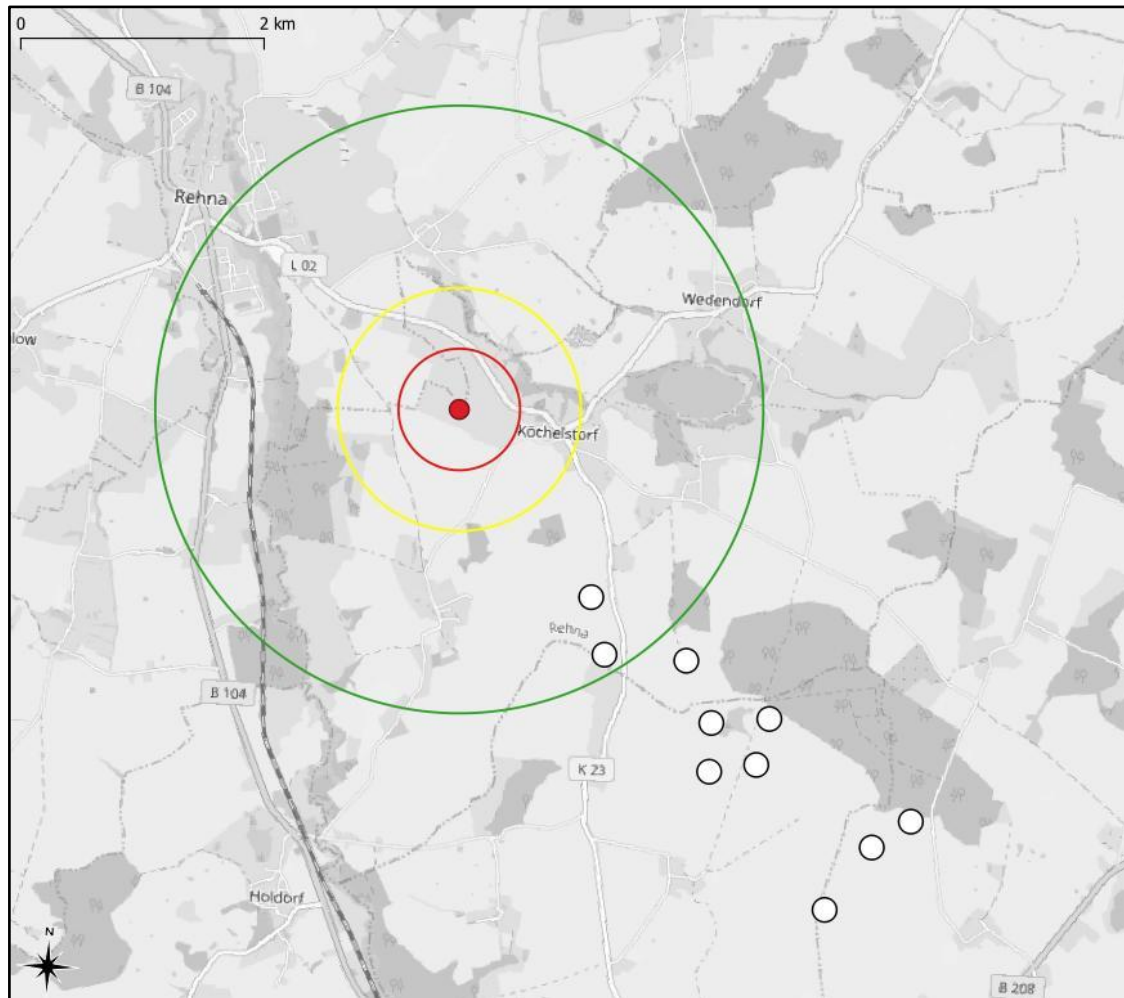 0 2 km
B 104
Rehna
L 02
Wedendorf
low
Köchelstorf
Rehna
B 104
K 23
Holdorf
N
B 208